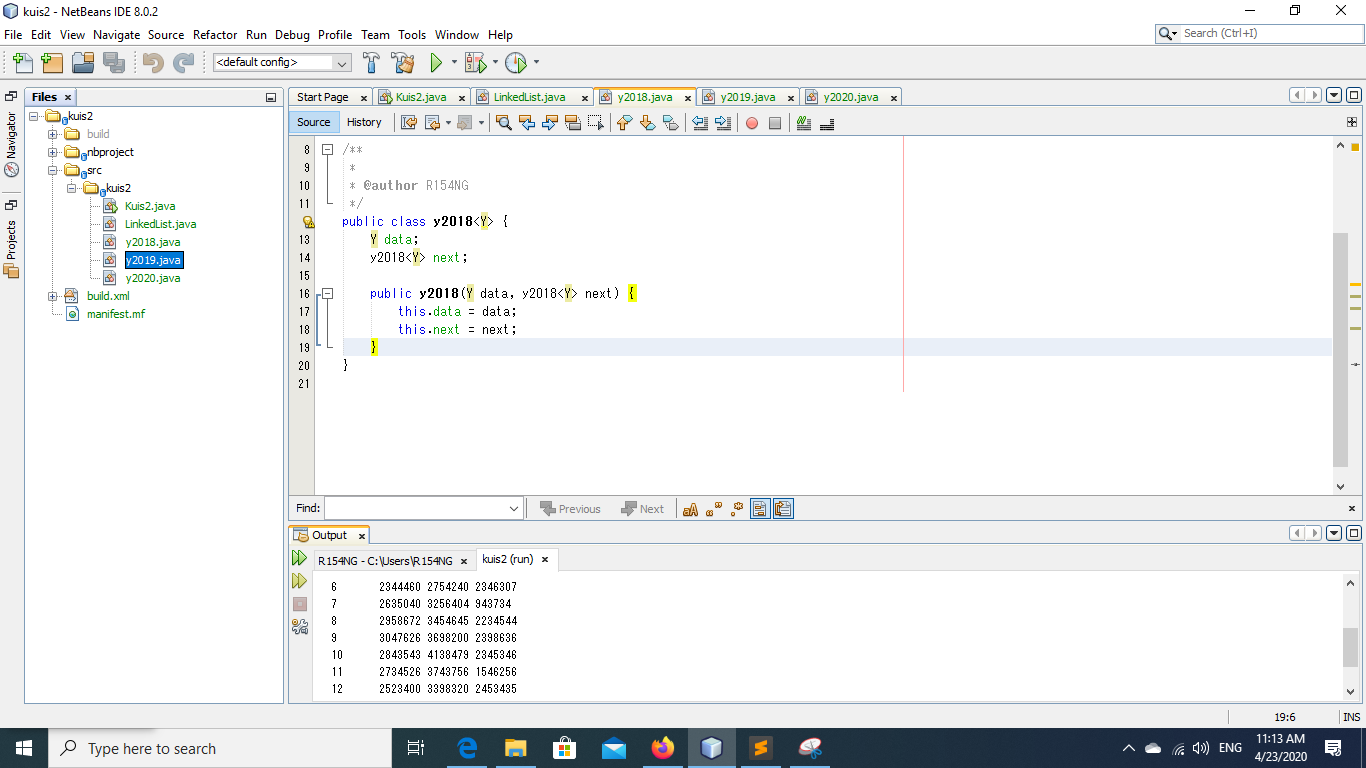 kuis2 - NetBeans IDE 8.0.2
File Edit View Navigate Source Refactor Run Debug Profile Team Tools Window Help
Search (Ctrl+I)
<default config>
Files
Navigator
Projects
kuis2
build
nbproject
src
kuis2
Kuis2.java
LinkedList.java
y2018.java
y2019.java
y2020.java
build.xml
manifest.mf
Start Page Kuis2.java LinkedList.java y2018.java y2019.java y2020.java
Source History
8 /**
9 *
10 * @author R154NG
11 */
public class y2018<Y> {
13 Y data;
14 y2018<Y> next;
15
16 public y2018(Y data, y2018<Y> next) {
17 this.data = data;
18 this.next = next;
19 }
20 }
21
Find: Previous Next aA
Output
R154NG - C:\Users\R154NG kuis2 (run)
6 2344460 2754240 2346307
7 2635040 3256404 943734
8 2958672 3454645 2234544
9 3047626 3698200 2398636
10 2843543 4138479 2345346
11 2734526 3743756 1546256
12 2523400 3398320 2453435
19:6 INS
Type here to search
ENG
11:13 AM
4/23/2020